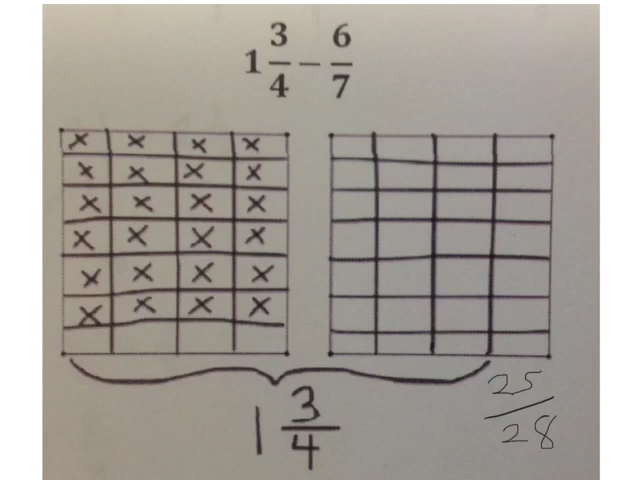 1 3/4 − 6/7
× × × ×
× × × ×
× × × ×
× × × ×
× × × ×
× × × ×
1 3/4
25/28